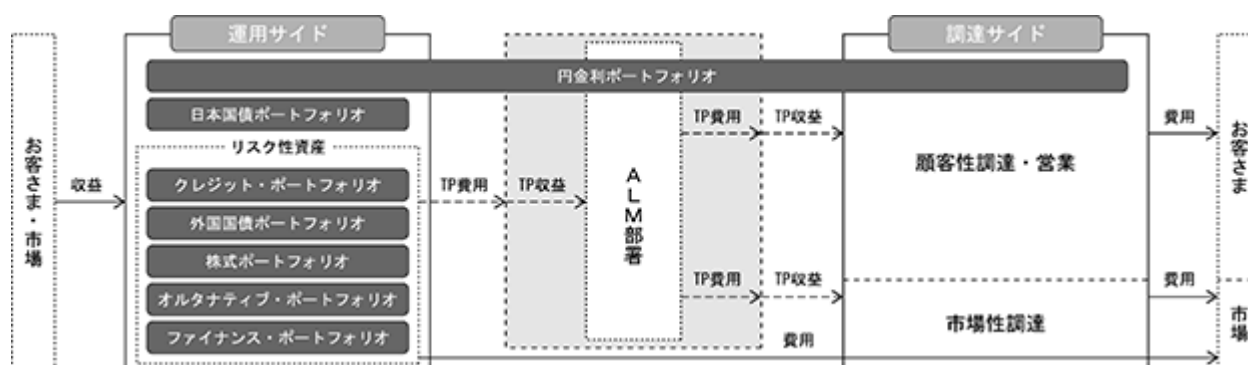 運用サイド
調達サイド
円金利ポートフォリオ
日本国債ポートフォリオ
リスク性資産
クレジット・ポートフォリオ
外国国債ポートフォリオ
株式ポートフォリオ
オルタナティブ・ポートフォリオ
ファイナンス・ポートフォリオ
お客さま・市場
収益
TP費用
TP収益
ALM部署
TP費用
TP収益
TP費用
TP収益
費用
顧客性調達・営業
市場性調達
費用
費用
お客さま
市場